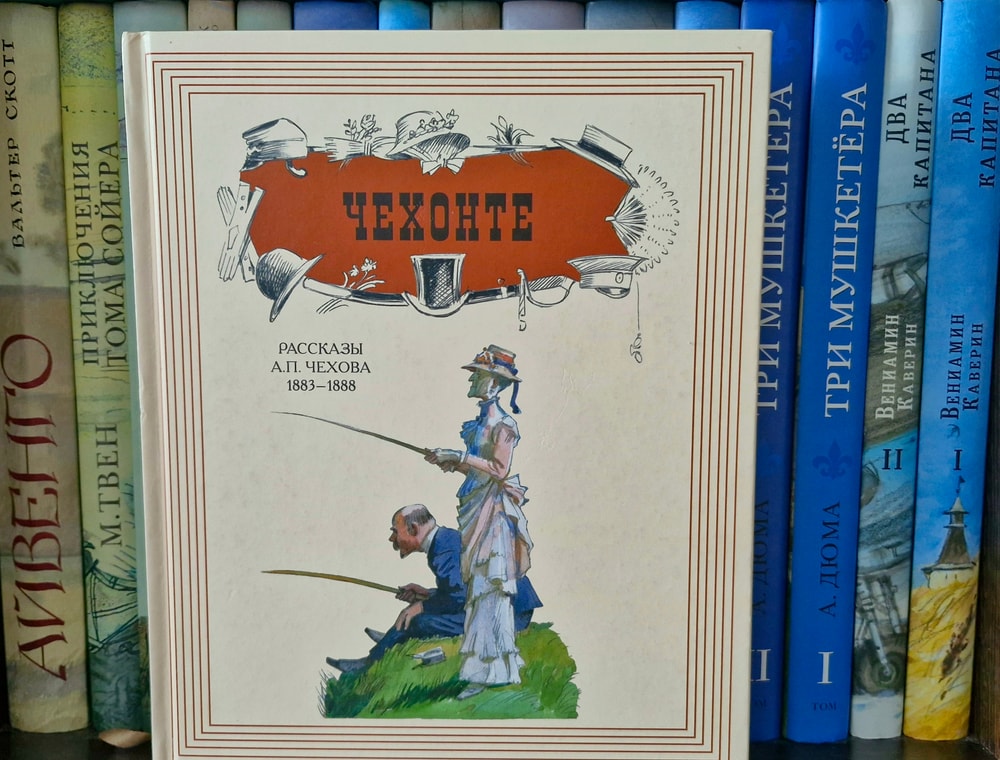 ВАЛЬТЕР СКОТТ
АЙВЕНГО
ПРИКЛЮЧЕНИЯ
ТОМА СОЙЕРА
М. ТВЕН
ЧЕХОНТЕ
РАССКАЗЫ
А.П. ЧЕХОВА
1883–1888
ТРИ МУШКЕТЁРА
А. ДЮМА
II
ТРИ МУШКЕТЁРА
А. ДЮМА
I
ТОМ
ДВА
КАПИТАНА
ВЕНИАМИН
КАВЕРИН
II
ДВА
КАПИТАНА
ВЕНИАМИН
КАВЕРИН
I